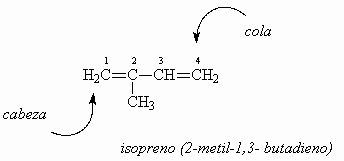 cola
1 2 3 4
H₂C=C−CH=CH₂
CH₃
cabeza
isopreno (2-metil-1,3- butadieno)